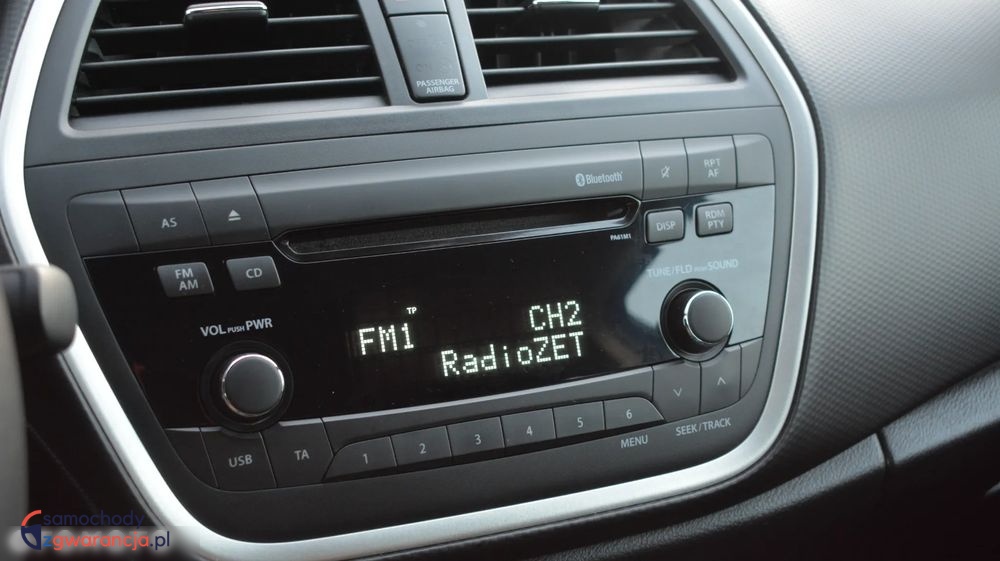 PASSENGER
AIRBAG
Bluetooth
RPT
AF
AS
DISP
RDM
PTY
PA61M1
FM
AM
CD
TUNE/FLD PUSH SOUND
VOL PUSH PWR
FM1
TP
CH2
RadioZET
USB
TA
1
2
3
4
5
6
MENU
SEEK/TRACK
samochody
zgwarancja.pl